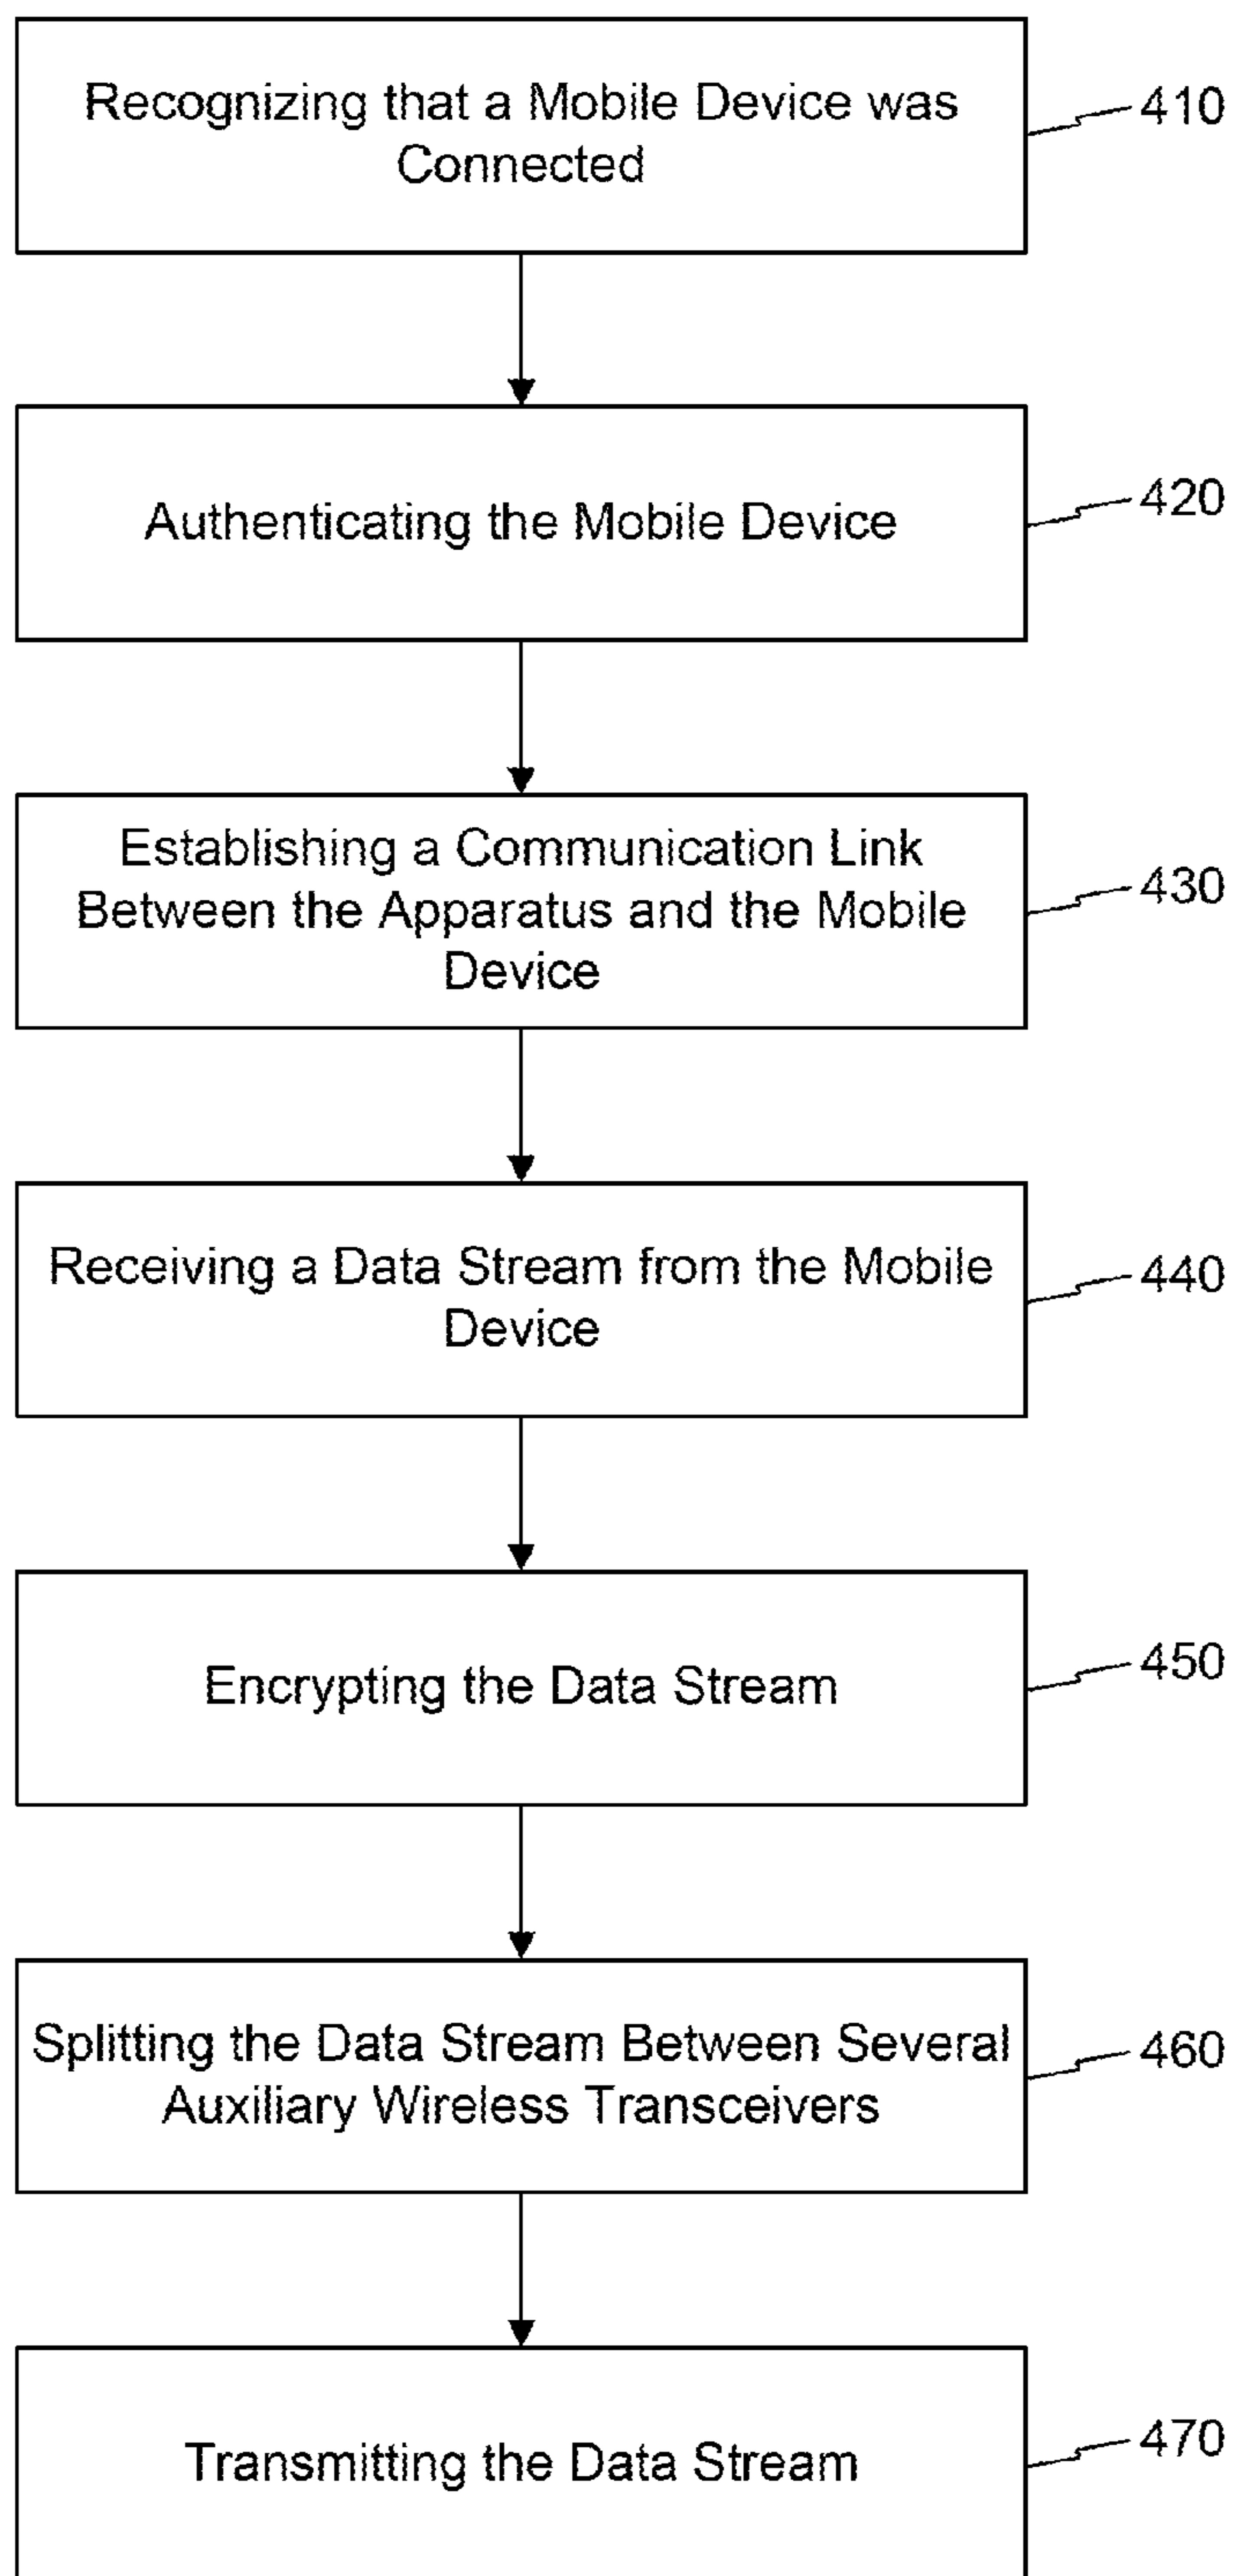 Recognizing that a Mobile Device was
Connected
410
Authenticating the Mobile Device
420
Establishing a Communication Link
Between the Apparatus and the Mobile
Device
430
Receiving a Data Stream from the Mobile
Device
440
Encrypting the Data Stream
450
Splitting the Data Stream Between Several
Auxiliary Wireless Transceivers
460
Transmitting the Data Stream
470